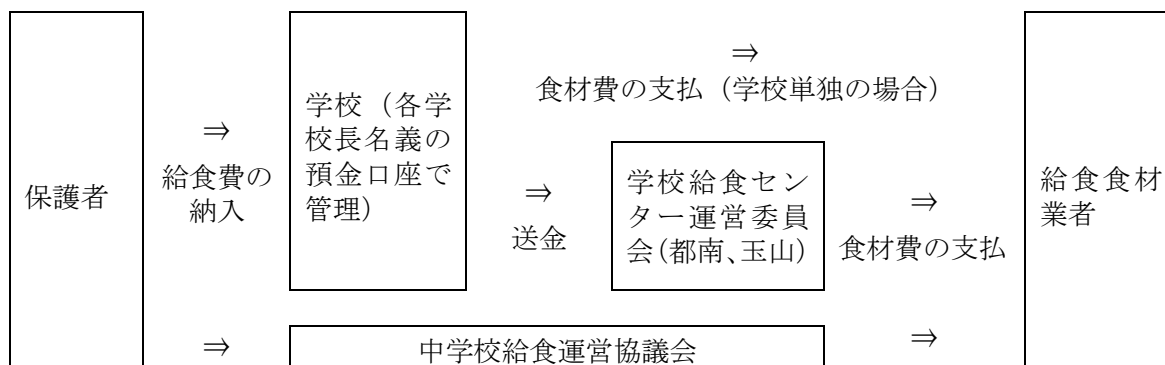 保護者
⇒
給食費の
納入
学校（各学
校長名義の
預金口座で
管理）
⇒
食材費の支払（学校単独の場合）
⇒
送金
学校給食セン
ター運営委員
会（都南、玉山）
⇒
食材費の支払
給食食材
業者
⇒
中学校給食運営協議会
⇒